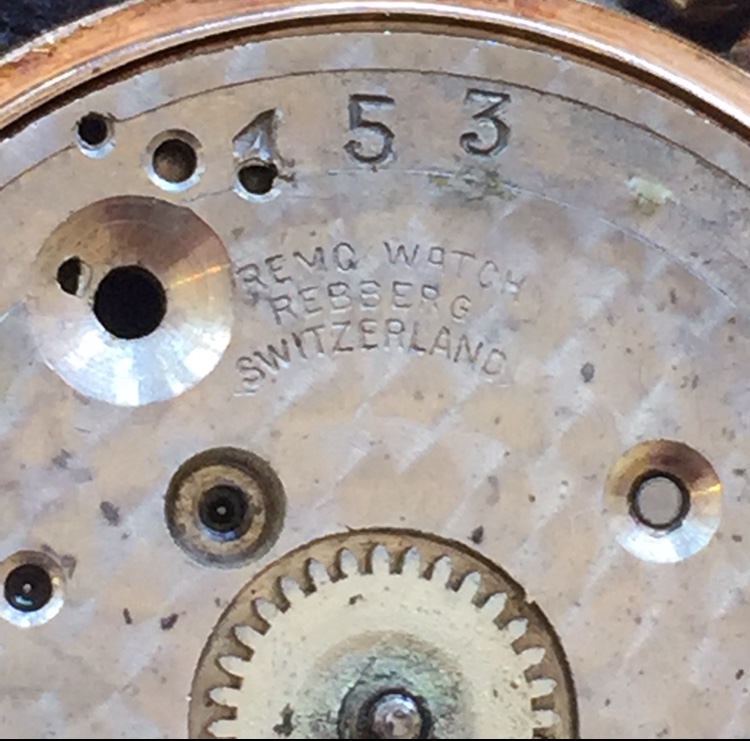 453
REMO WATCH
REBBERG
SWITZERLAND